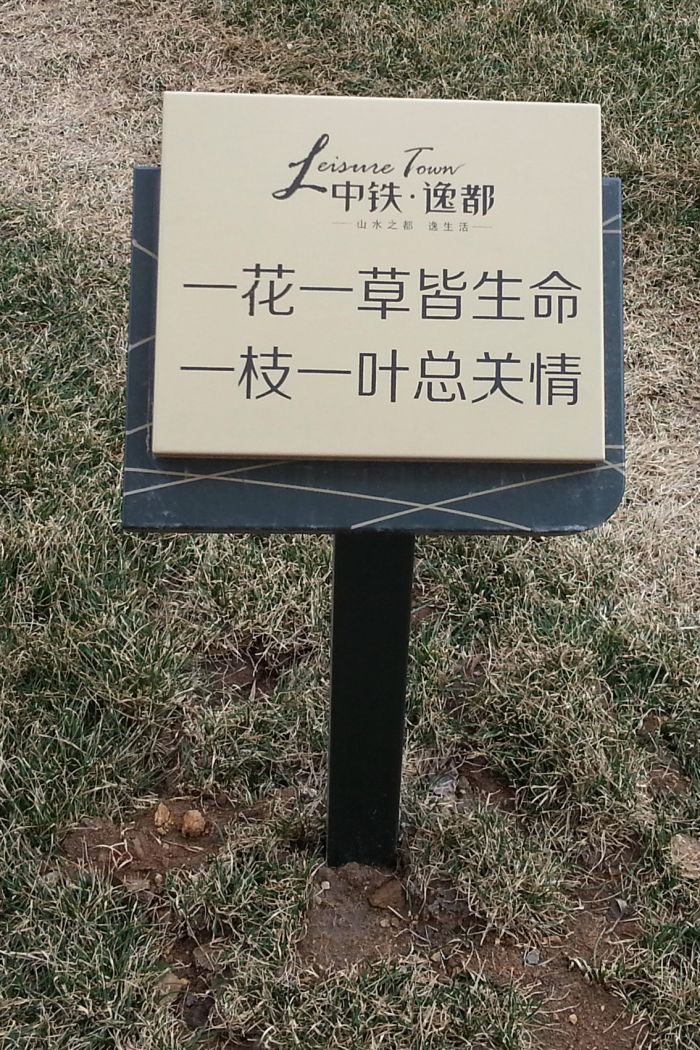 Leisure Town
中铁·逸都
山水之都 逸生活
一花一草皆生命
一枝一叶总关情